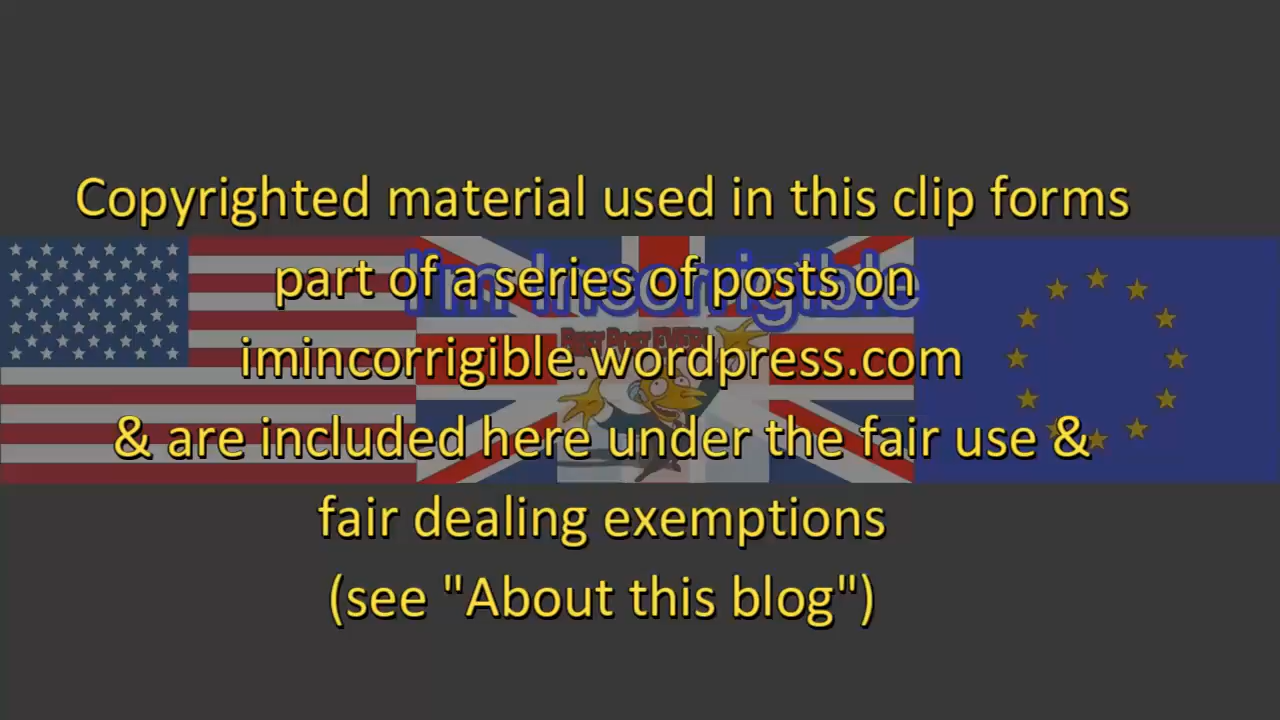 Copyrighted material used in this clip forms
part of a series of posts on
I'm Incorrigible
imincorrigible.wordpress.com
& are included here under the fair use &
fair dealing exemptions
(see "About this blog")